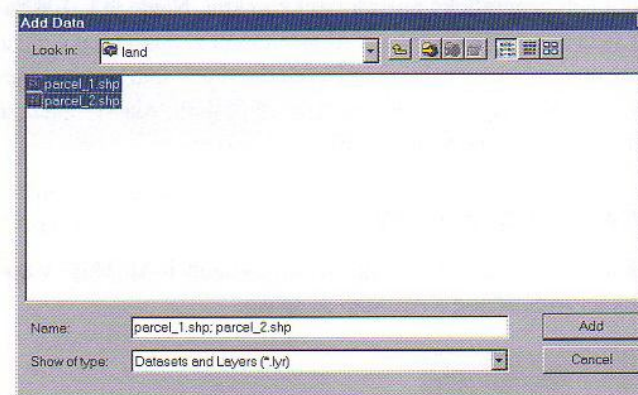 Add Data
Look in: land
parcel_1.shp
parcel_2.shp
Name: parcel_1.shp; parcel_2.shp Add
Show of type: Datasets and Layers (*.lyr) Cancel